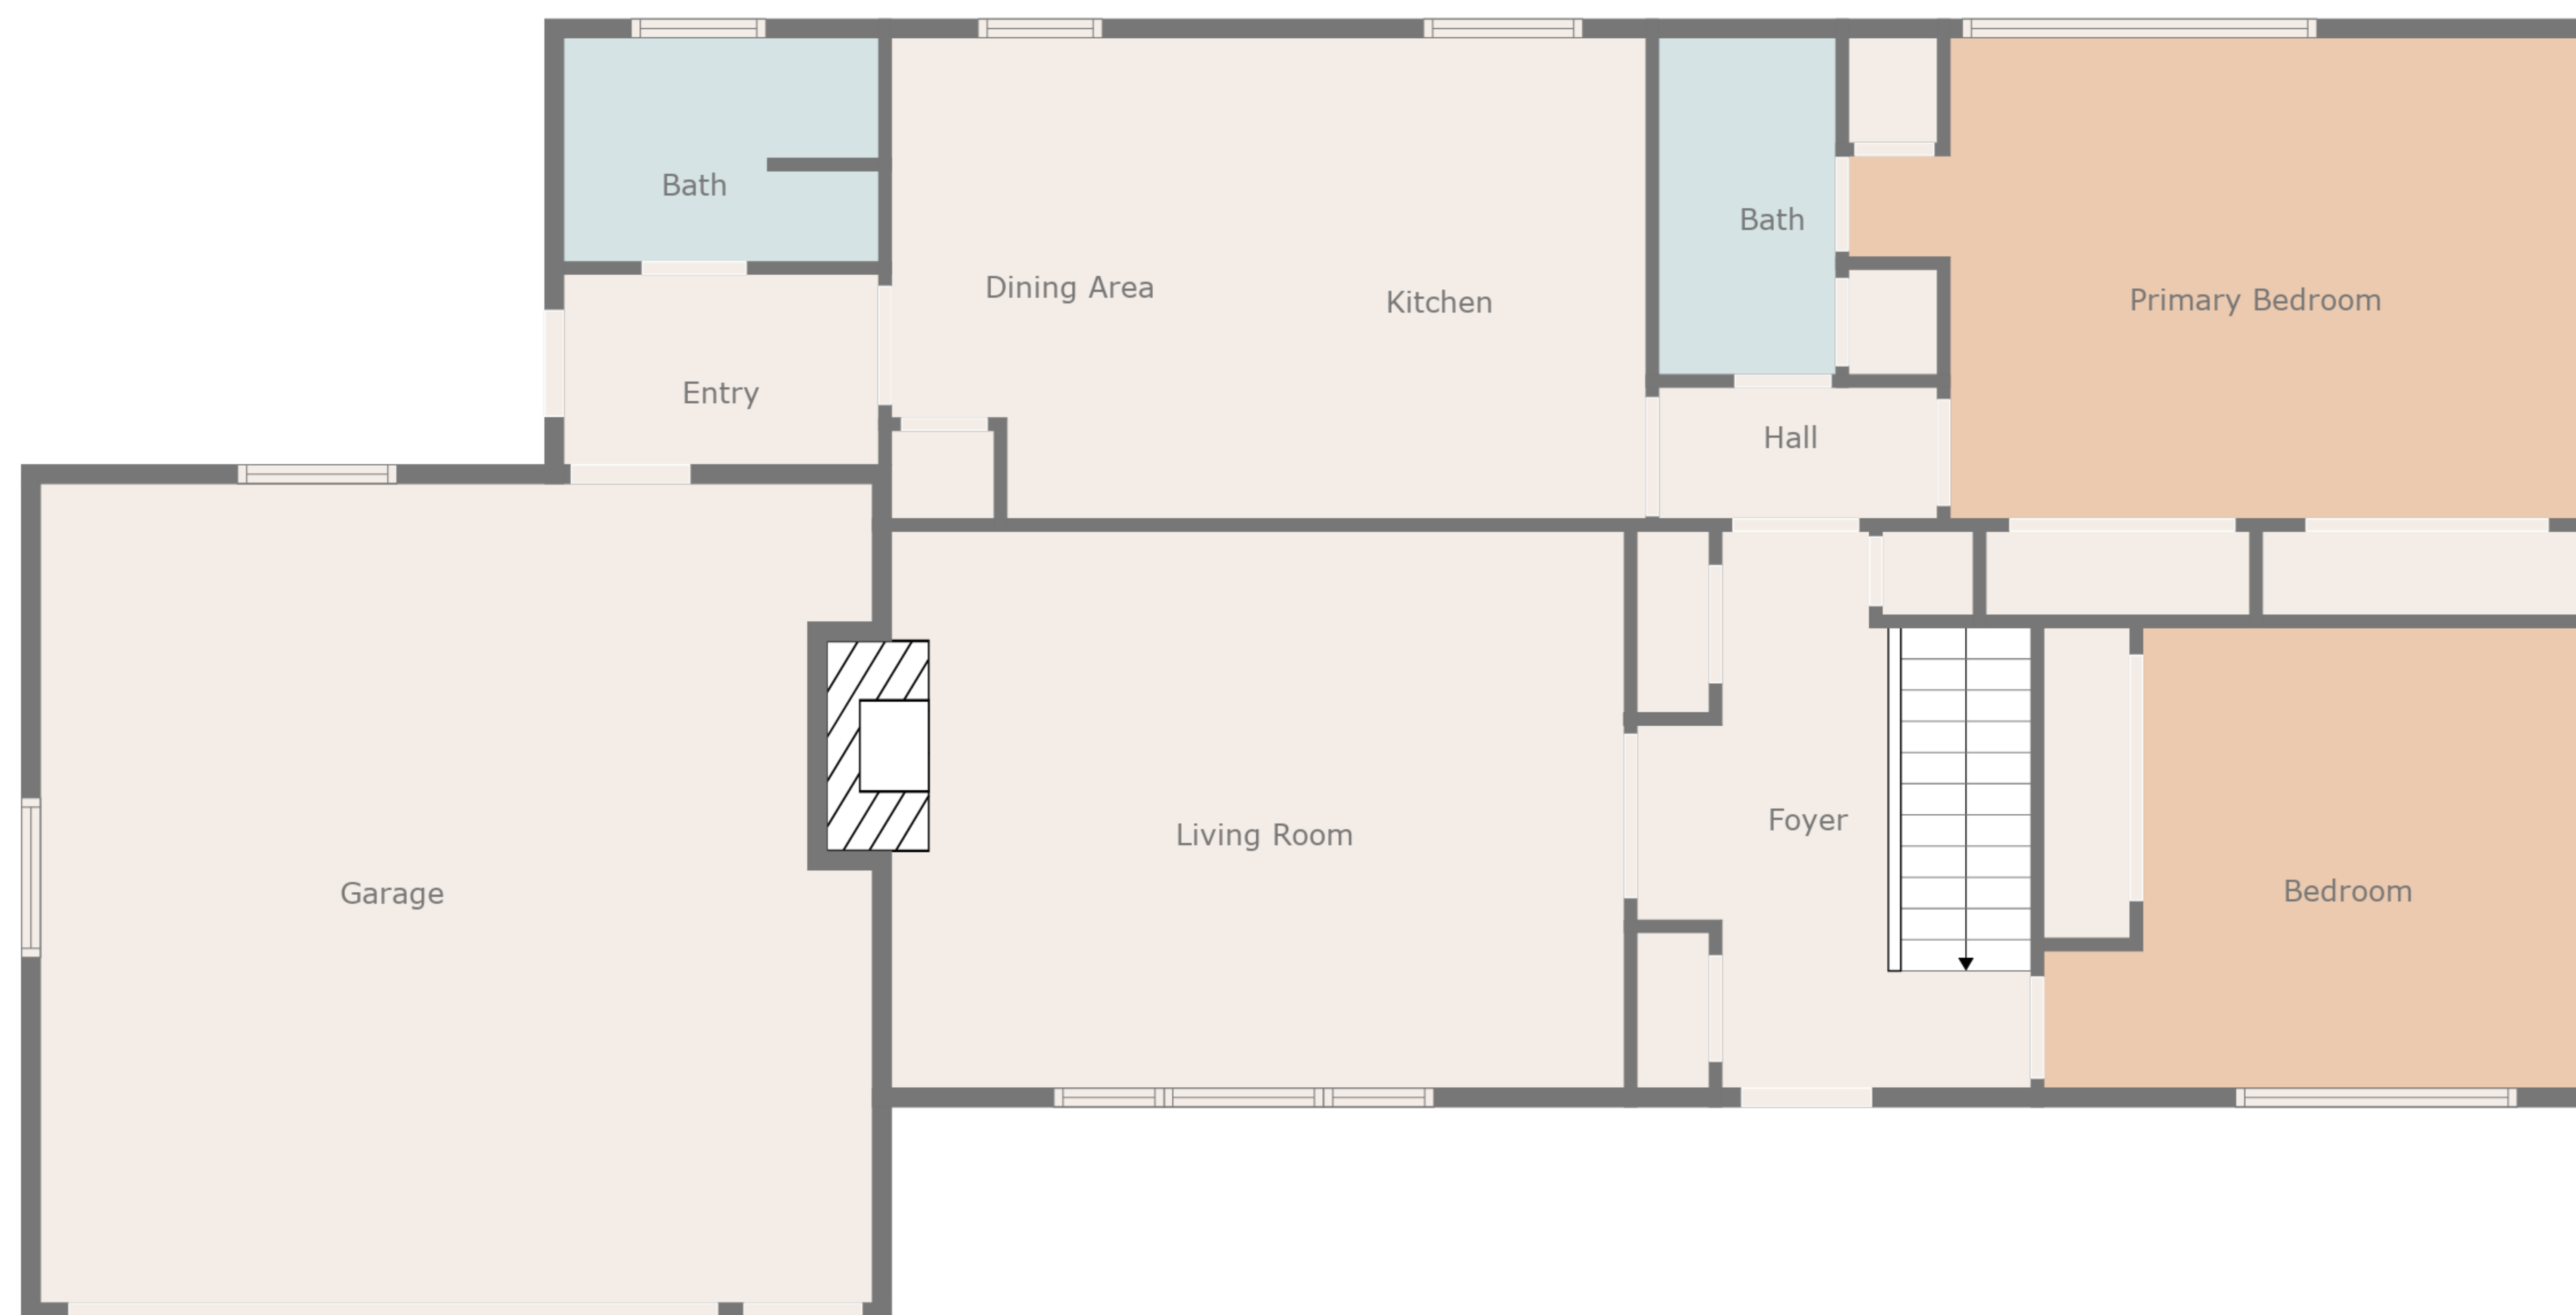 Bath
Bath
Dining Area
Kitchen
Primary Bedroom
Entry
Hall
Foyer
Living Room
Bedroom
Garage